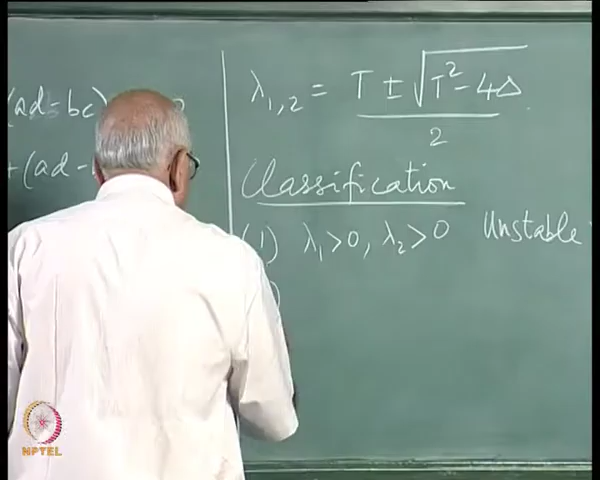 (ad-bc)
+(ad-
λ₁,₂ = T ± √T² - 4Δ
2
Classification
(1) λ₁>0, λ₂>0 Unstable
NPTEL